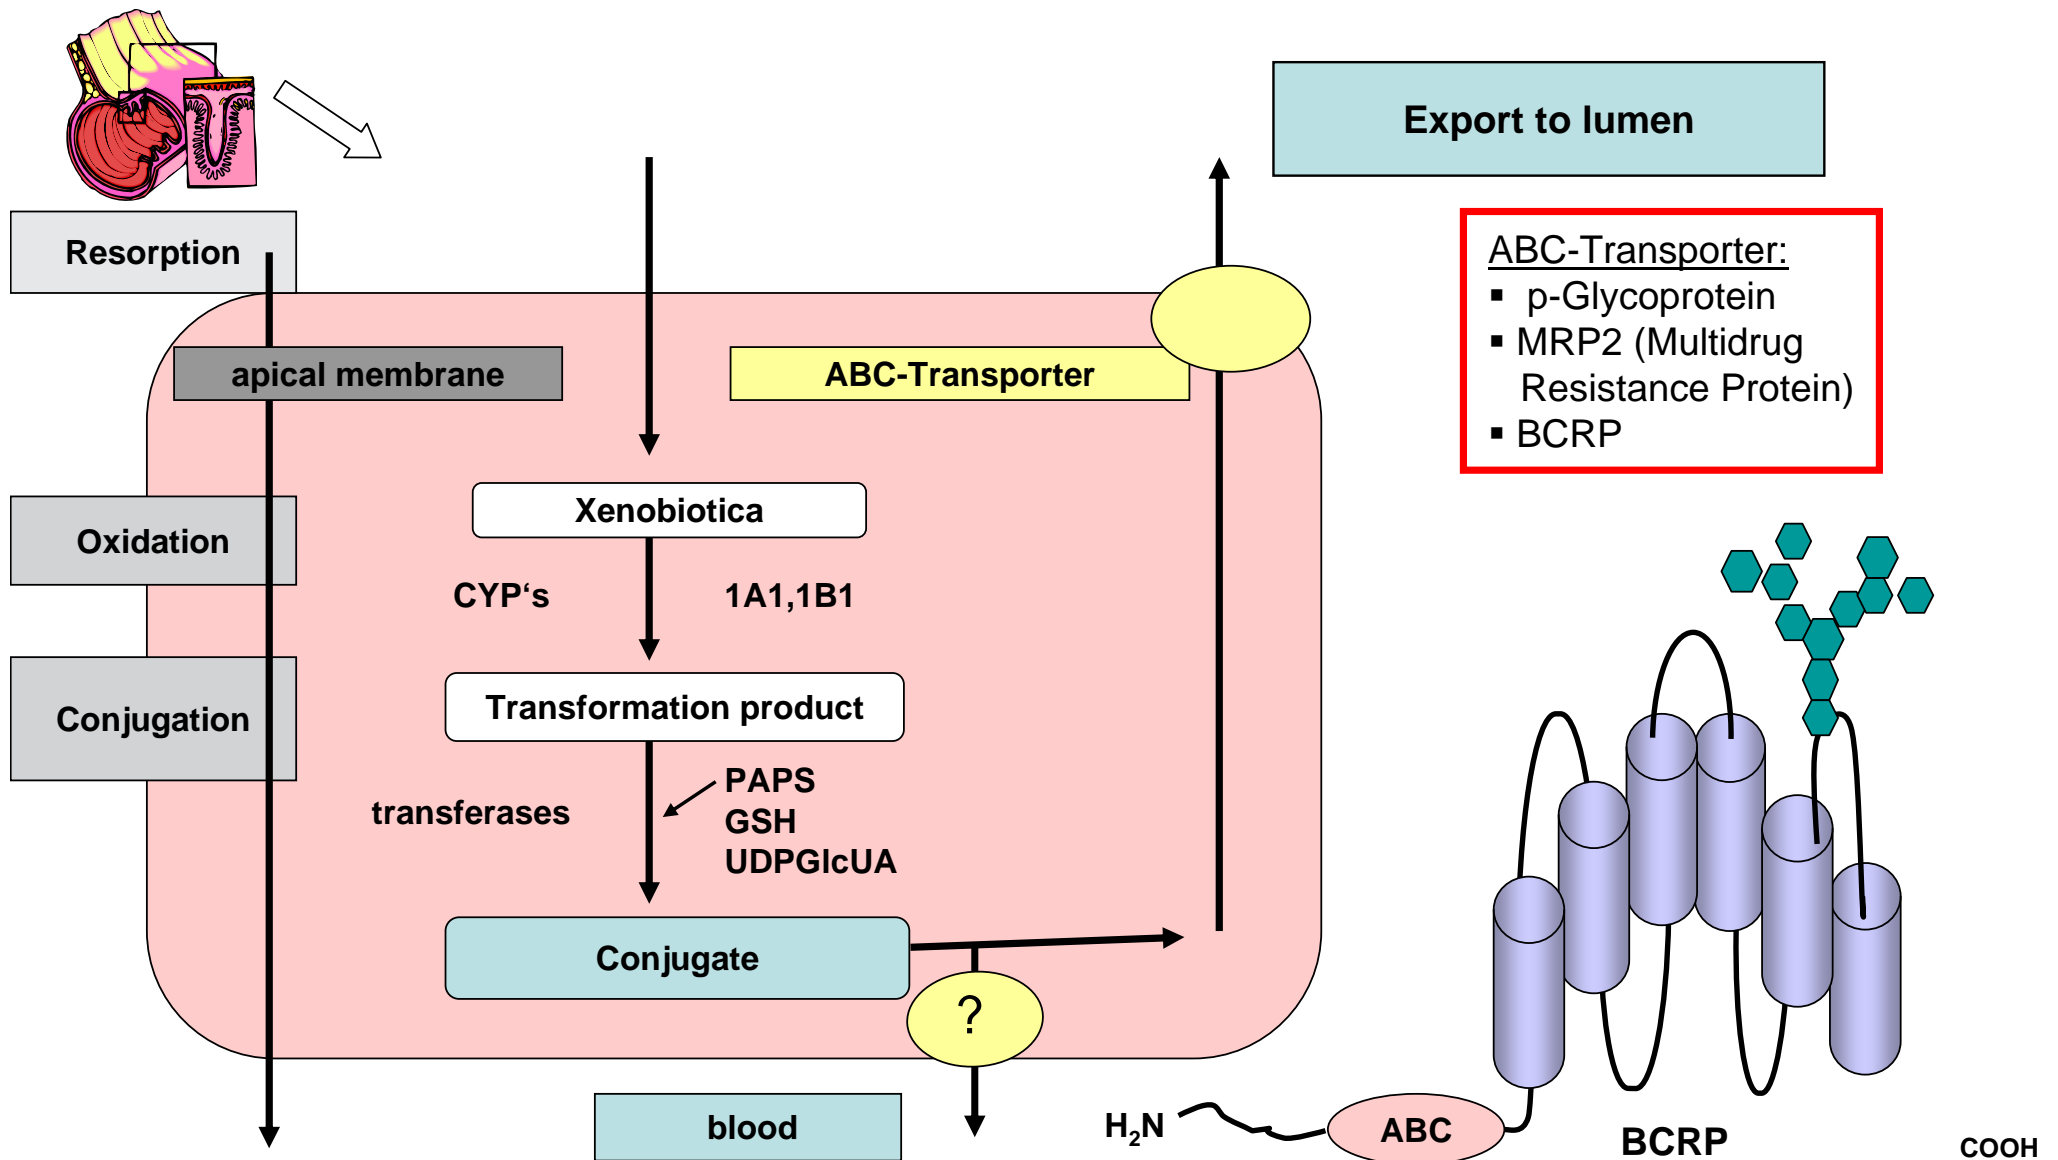 Export to lumen
Resorption
ABC-Transporter:
▪ p-Glycoprotein
▪ MRP2 (Multidrug
Resistance Protein)
▪ BCRP
apical membrane
ABC-Transporter
Xenobiotica
Oxidation
CYP‘s
1A1,1B1
Transformation product
Conjugation
transferases
PAPS
GSH
UDPGlcUA
Conjugate
?
blood
H₂N
ABC
BCRP
COOH